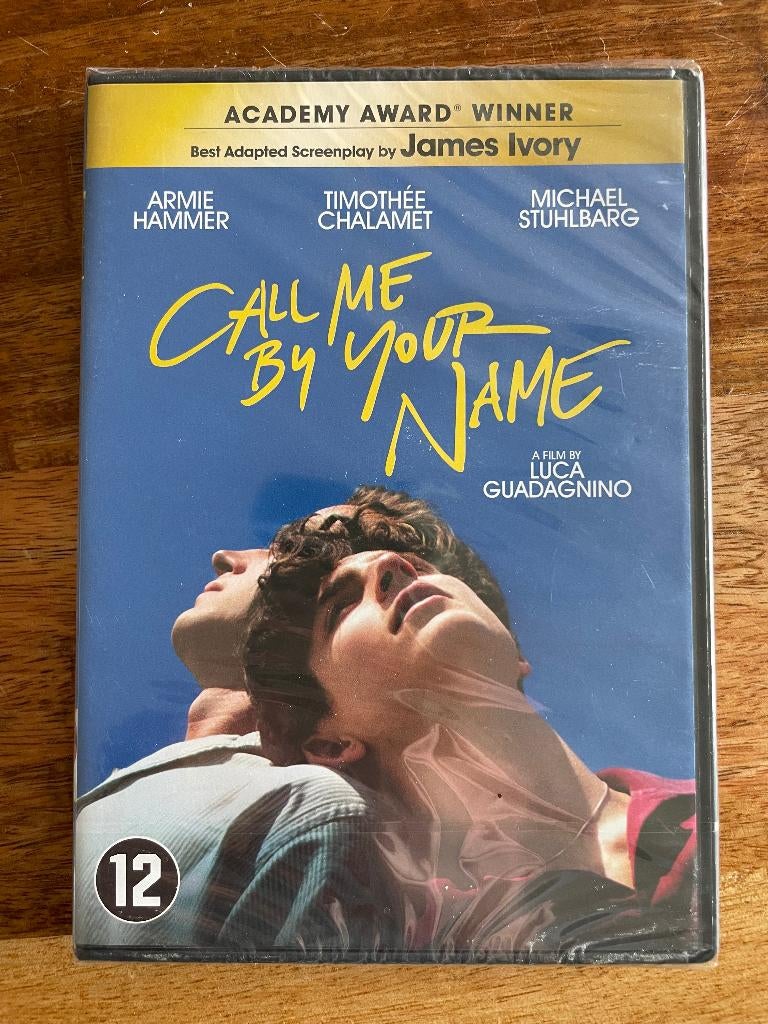 ACADEMY AWARD® WINNER
Best Adapted Screenplay by James Ivory
ARMIE HAMMER
TIMOTHÉE CHALAMET
MICHAEL STUHLBARG
CALL ME
BY YOUR
NAME
A FILM BY
LUCA
GUADAGNINO
12